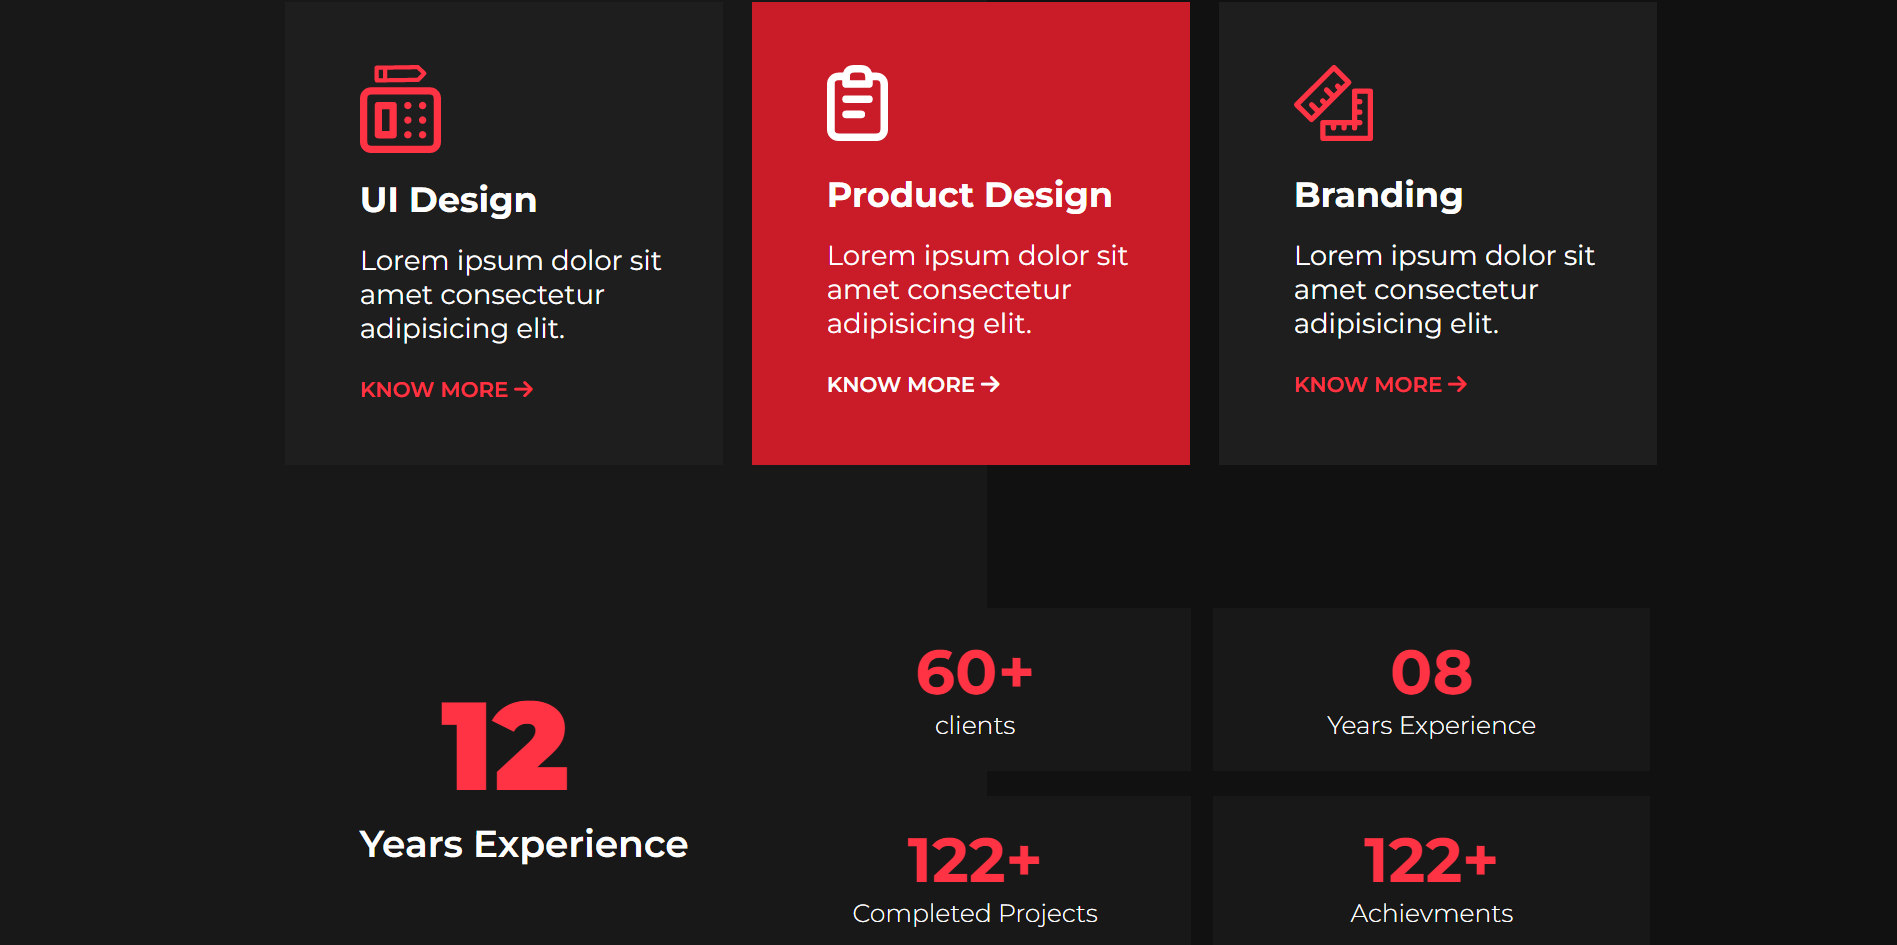 UI Design
Lorem ipsum dolor sit
amet consectetur
adipisicing elit.
KNOW MORE →
Product Design
Lorem ipsum dolor sit
amet consectetur
adipisicing elit.
KNOW MORE →
Branding
Lorem ipsum dolor sit
amet consectetur
adipisicing elit.
KNOW MORE →
12
Years Experience
60+
clients
08
Years Experience
122+
Completed Projects
122+
Achievments